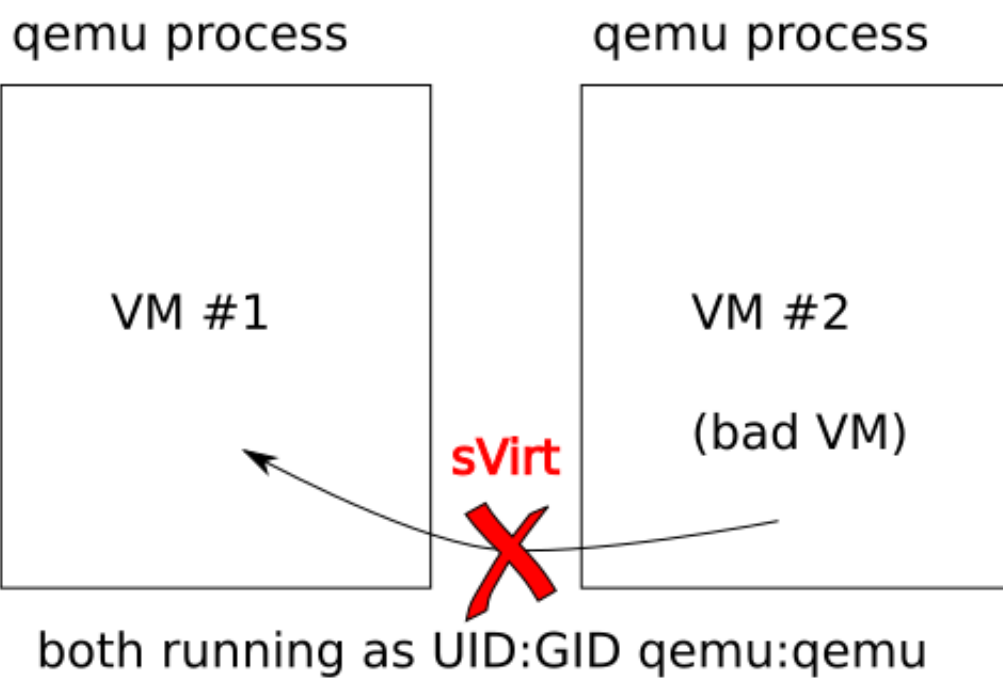 qemu process
qemu process
VM #1
VM #2
(bad VM)
sVirt
both running as UID:GID qemu:qemu